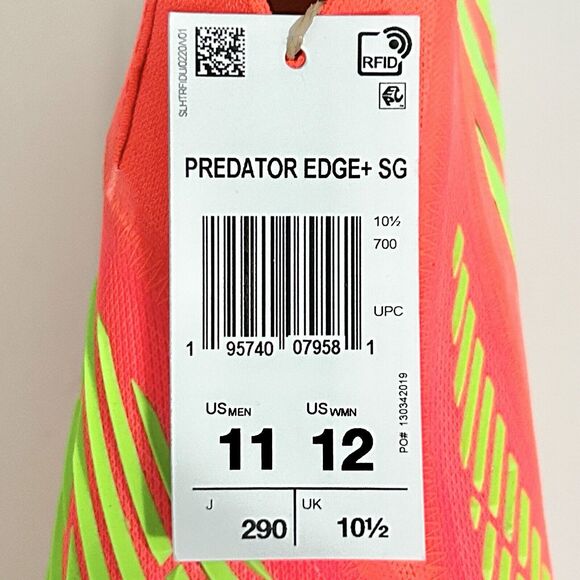 SLHTRFIDUI0220N01
RFID
PREDATOR EDGE+ SG
10½
700
UPC
1 95740 07958 1
PO# 130342019
US MEN US WMN
11 12
J UK
290 10½